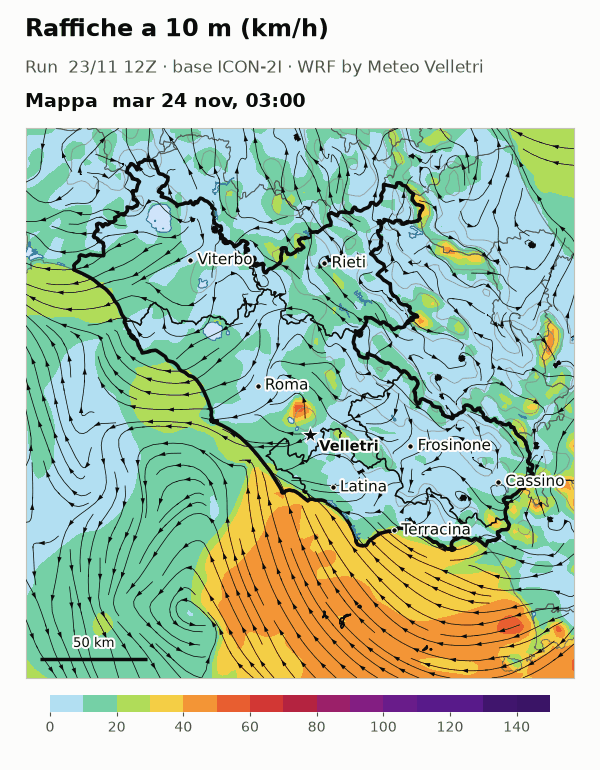 Raffiche a 10 m (km/h)
Run  23/11 12Z · base ICON-2I · WRF by Meteo Velletri
Mappa  mar 24 nov, 03:00
Viterbo
Rieti
Roma
Velletri
Frosinone
Latina
Cassino
Terracina
50 km
0 20 40 60 80 100 120 140